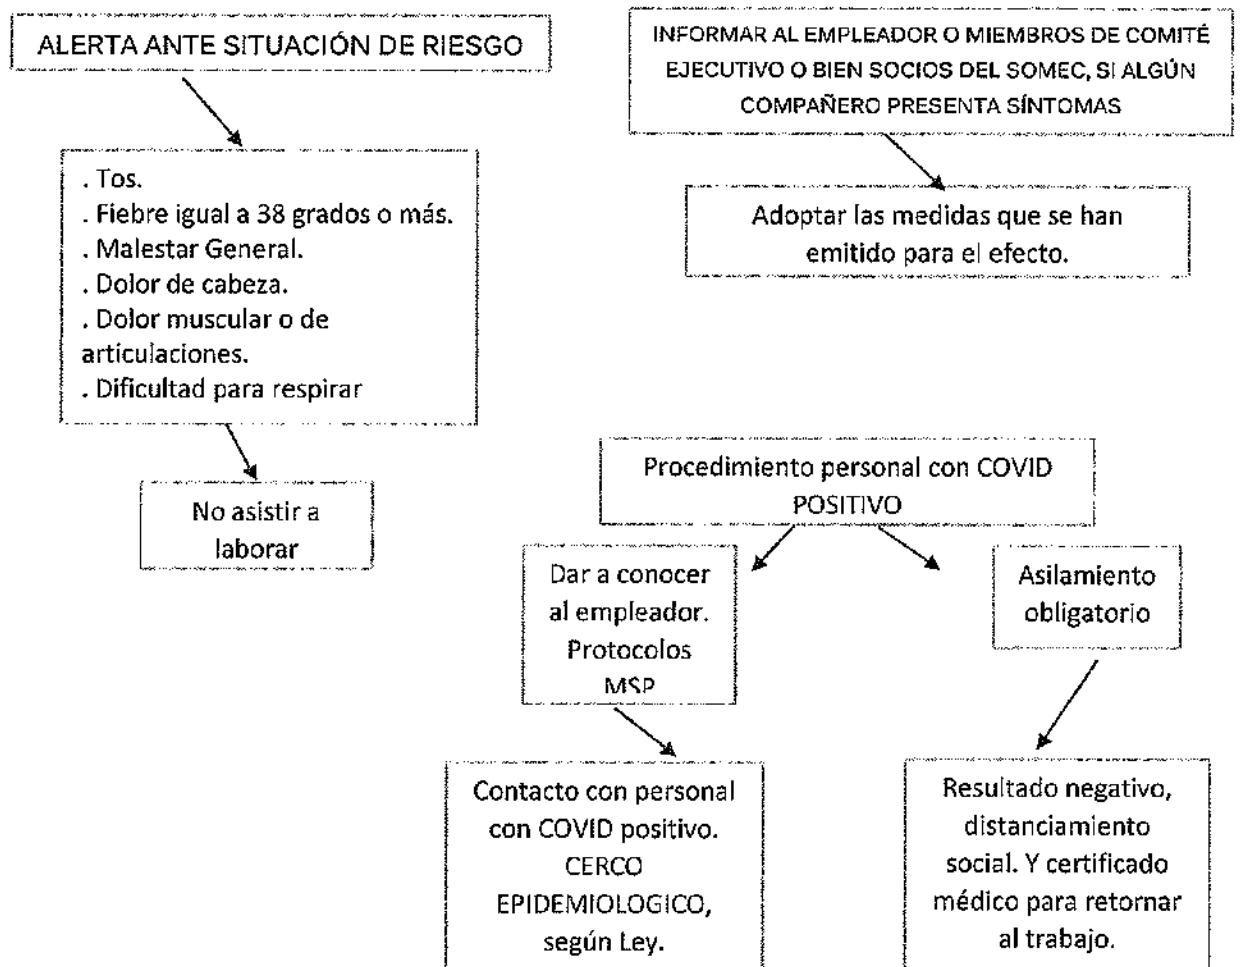 ALERTA ANTE SITUACIÓN DE RIESGO
. Tos.
. Fiebre igual a 38 grados o más.
. Malestar General.
. Dolor de cabeza.
. Dolor muscular o de
articulaciones.
. Dificultad para respirar
No asistir a
laborar
INFORMAR AL EMPLEADOR O MIEMBROS DE COMITÉ
EJECUTIVO O BIEN SOCIOS DEL SOMEC, SI ALGÚN
COMPAÑERO PRESENTA SÍNTOMAS
Adoptar las medidas que se han
emitido para el efecto.
Procedimiento personal con COVID
POSITIVO
Dar a conocer
al empleador.
Protocolos
MSP
Contacto con personal
con COVID positivo.
CERCO
EPIDEMIOLOGICO,
según Ley.
Asilamiento
obligatorio
Resultado negativo,
distanciamiento
social. Y certificado
médico para retornar
al trabajo.